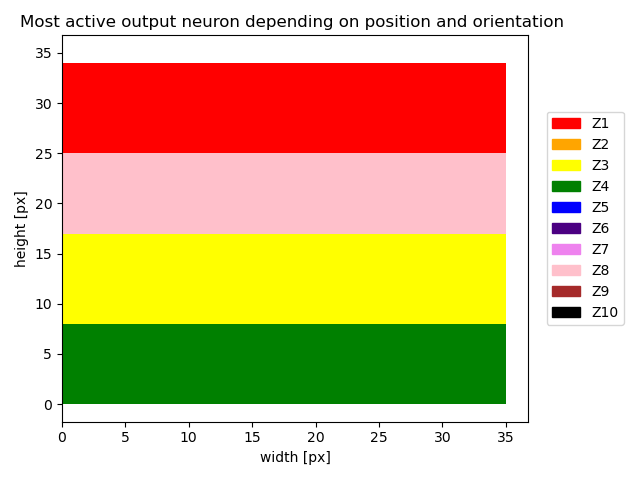 Most active output neuron depending on position and orientation
35
30
25
20
15
10
5
0
height [px]
0 5 10 15 20 25 30 35
width [px]
Z1
Z2
Z3
Z4
Z5
Z6
Z7
Z8
Z9
Z10